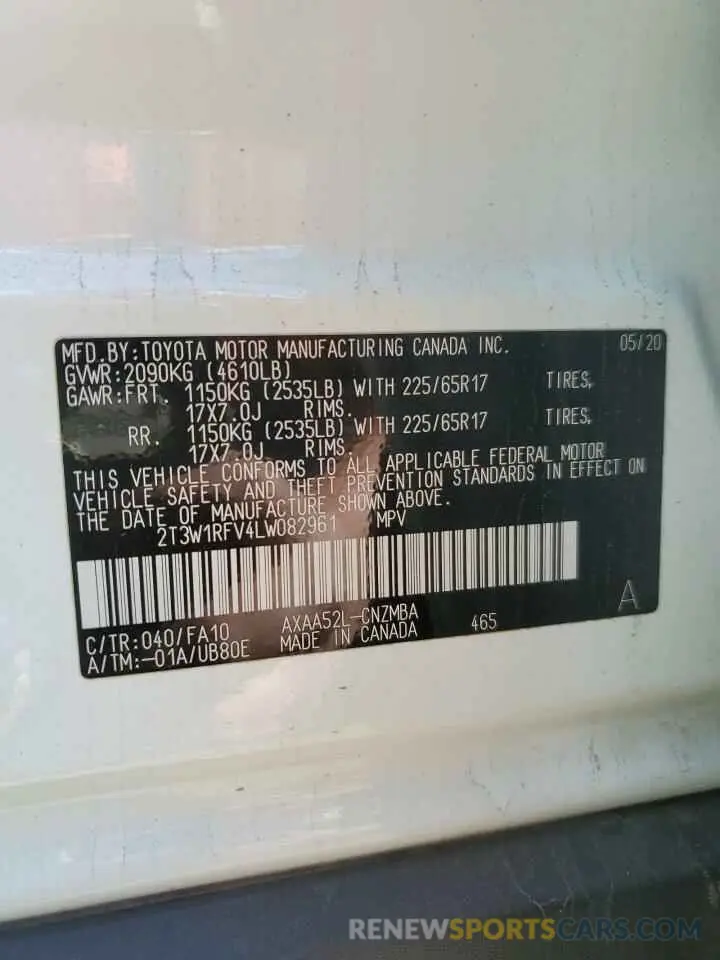 MFD.BY:TOYOTA MOTOR MANUFACTURING CANADA INC. 05/20
GVWR:2090KG (4610LB)
GAWR:FRT. 1150KG (2535LB) WITH 225/65R17 TIRES,
17X7.0J RIMS.
RR. 1150KG (2535LB) WITH 225/65R17 TIRES,
17X7.0J RIMS.
THIS VEHICLE CONFORMS TO ALL APPLICABLE FEDERAL MOTOR
VEHICLE SAFETY AND THEFT PREVENTION STANDARDS IN EFFECT ON
THE DATE OF MANUFACTURE SHOWN ABOVE.
2T3W1RFV4LW082961 MPV
C/TR:040/FA10 AXAA52L-CNZMBA 465 A
A/TM:-01A/UB80E MADE IN CANADA
RENEWSPORTSCARS.COM